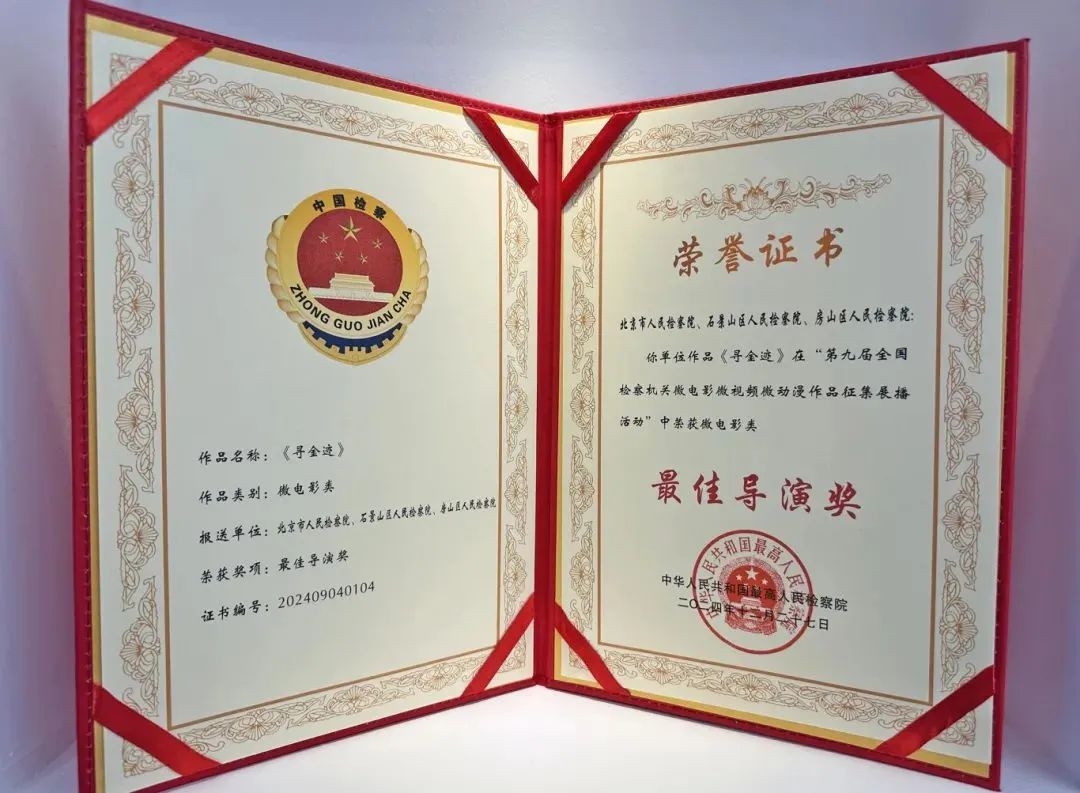 中国检察
ZHONG GUO JIAN CHA
作品名称：《寻金迹》
作品类别：微电影类
报送单位：北京市人民检察院、石景山区人民检察院、房山区人民检察院
荣获奖项：最佳导演奖
证书编号：202409040104
荣誉证书
北京市人民检察院、石景山区人民检察院、房山区人民检察院：
你单位作品《寻金迹》在“第九届全国
检察机关微电影微视频微动漫作品征集展播
活动”中荣获微电影类
最佳导演奖
中华人民共和国最高人民检察院
二〇二四年十二月二十七日
中华人民共和国最高人民检察院